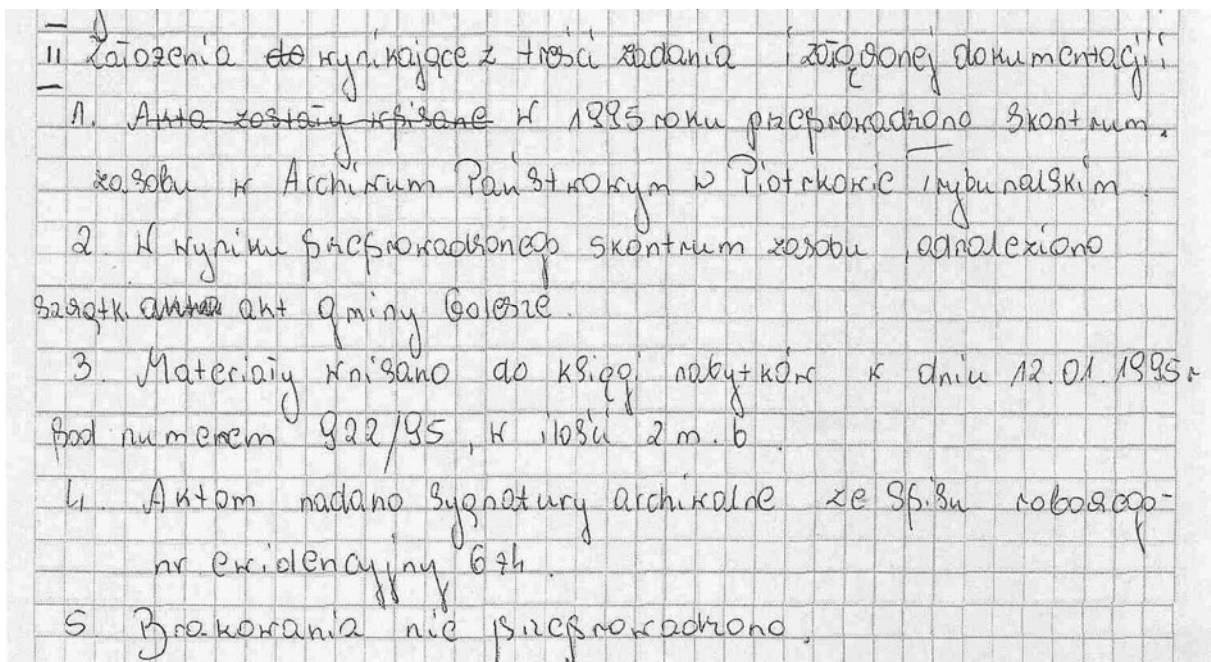 II Założenia do wynikające z treści zadania i załączonej dokumentacji:
1. Akta zostały wpisane W 1995 roku przeprowadzono skontrum
zasobu w Archiwum Państwowym w Piotrkowie Trybunalskim
2. W wyniku przeprowadzonego skontrum zasobu, odnaleziono
szczątk. akt gminy Golesze.
3. Materiały wpisano do księgi nabytków w dniu 12.01.1995r
pod numerem 922/95, w ilości 2 m.b
4. Aktom nadano sygnatury archiwalne ze spisu roboczego-
nr ewidencyjny 674.
5. Brakowania nie przeprowadzono.